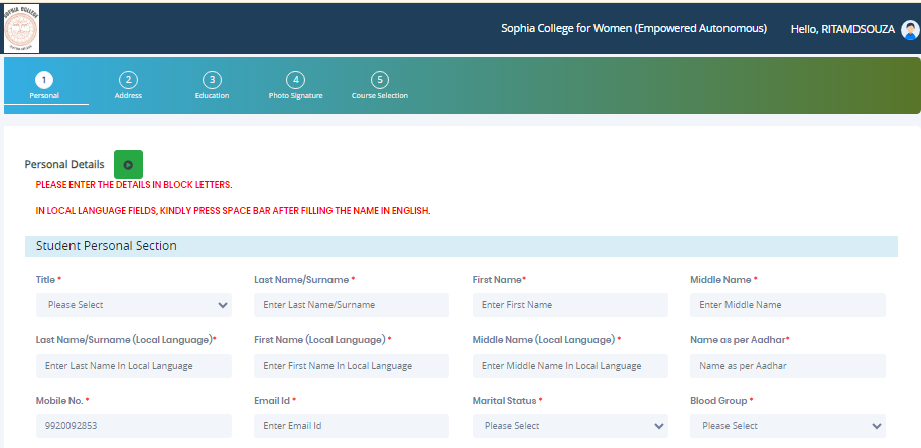 SOPHIA COLLEGE
Sophia College for Women (Empowered Autonomous)
Hello, RITAMDSOUZA
1 2 3 4 5
Personal Address Education Photo Signature Course Selection
Personal Details
PLEASE ENTER THE DETAILS IN BLOCK LETTERS.
IN LOCAL LANGUAGE FIELDS, KINDLY PRESS SPACE BAR AFTER FILLING THE NAME IN ENGLISH.
Student Personal Section
Title * Last Name/Surname * First Name* Middle Name *
Please Select Enter Last Name/Surname Enter First Name Enter Middle Name
Last Name/Surname (Local Language)* First Name (Local Language) * Middle Name (Local Language) * Name as per Aadhar*
Enter Last Name In Local Language Enter First Name In Local Language Enter Middle Name In Local Language Name as per Aadhar
Mobile No. * Email Id * Marital Status * Blood Group *
9920092853 Enter Email Id Please Select Please Select